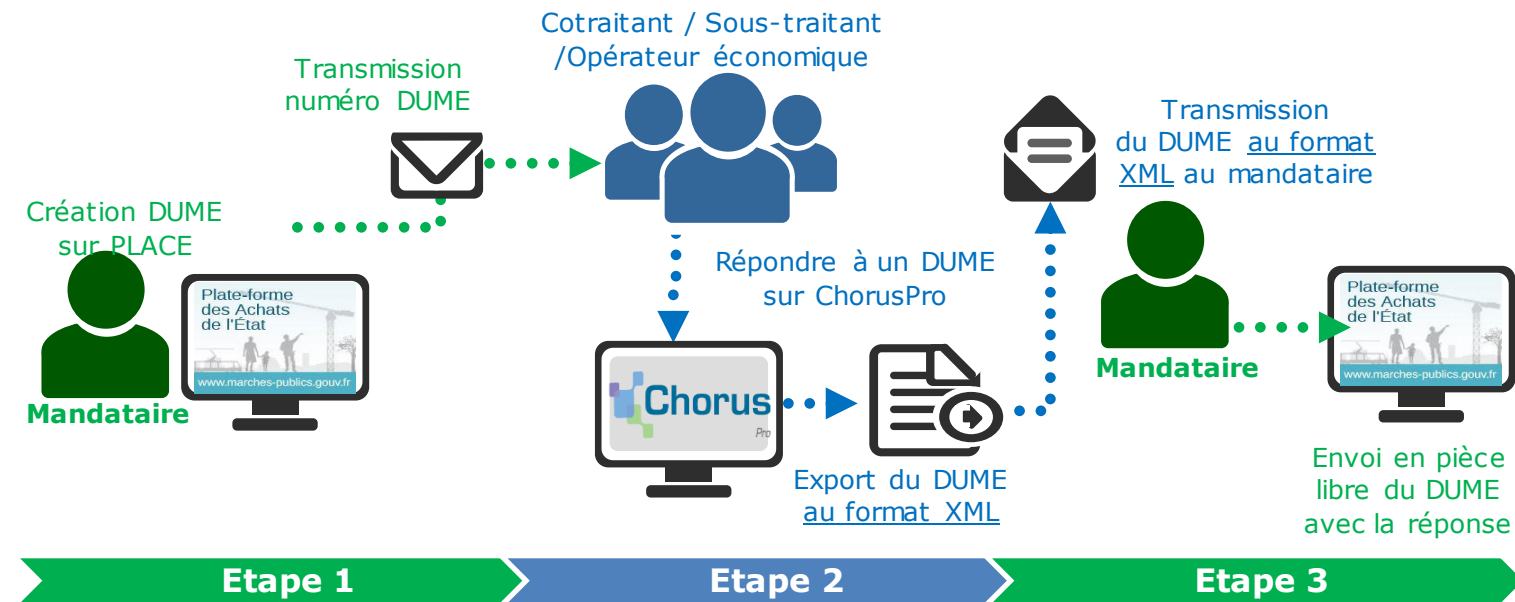 Cotraitant / Sous-traitant
/Opérateur économique
Transmission
numéro DUME
Création DUME
sur PLACE
Plate-forme
des Achats
de l'État
www.marches-publics.gouv.fr
Mandataire
Répondre à un DUME
sur ChorusPro
Chorus
Pro
Export du DUME
au format XML
Transmission
du DUME au format
XML au mandataire
Mandataire
Plate-forme
des Achats
de l'État
www.marches-publics.gouv.fr
Envoi en pièce
libre du DUME
avec la réponse
Etape 1
Etape 2
Etape 3